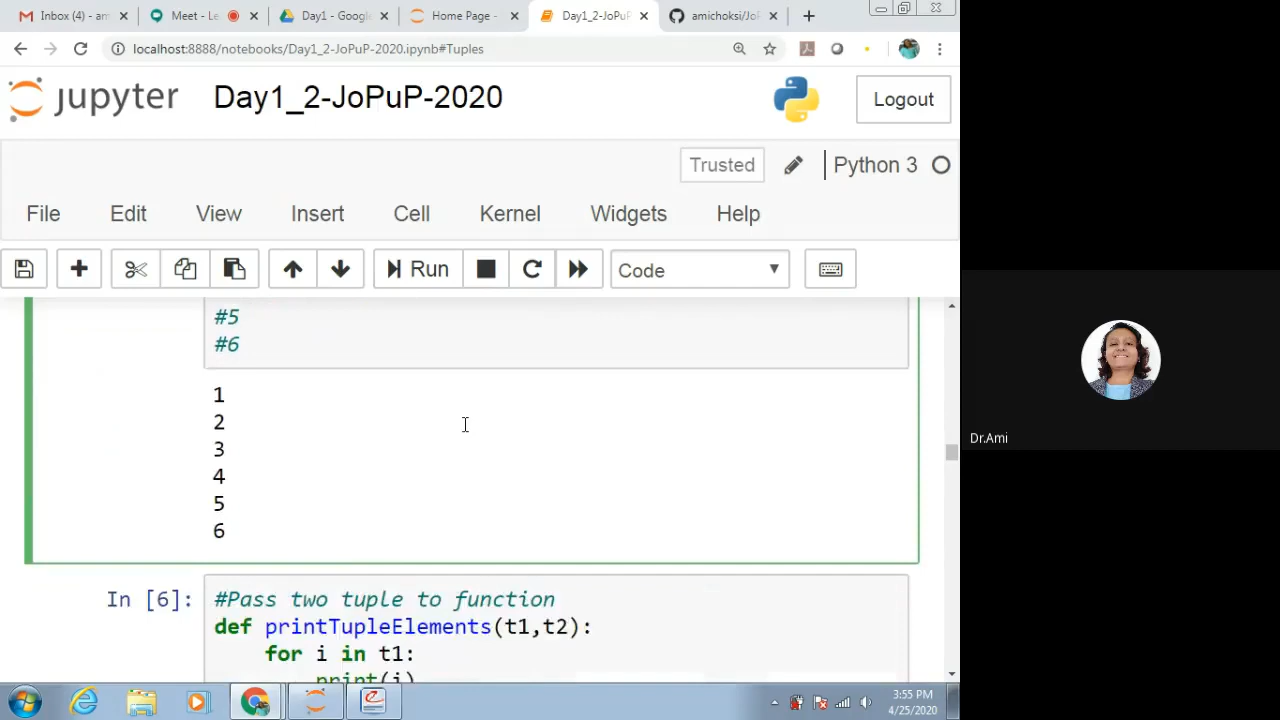 Inbox (4) - am
Meet - Le
Day1 - Google
Home Page -
Day1_2-JoPuP
amichoksi/Jol
localhost:8888/notebooks/Day1_2-JoPuP-2020.ipynb#Tuples
jupyter
Day1_2-JoPuP-2020
Logout
Trusted
Python 3
File
Edit
View
Insert
Cell
Kernel
Widgets
Help
Run
Code
#5
#6
1
2
3
4
5
6
In [6]:
#Pass two tuple to function
def printTupleElements(t1,t2):
for i in t1:
print(i)
Dr.Ami
3:55 PM
4/25/2020